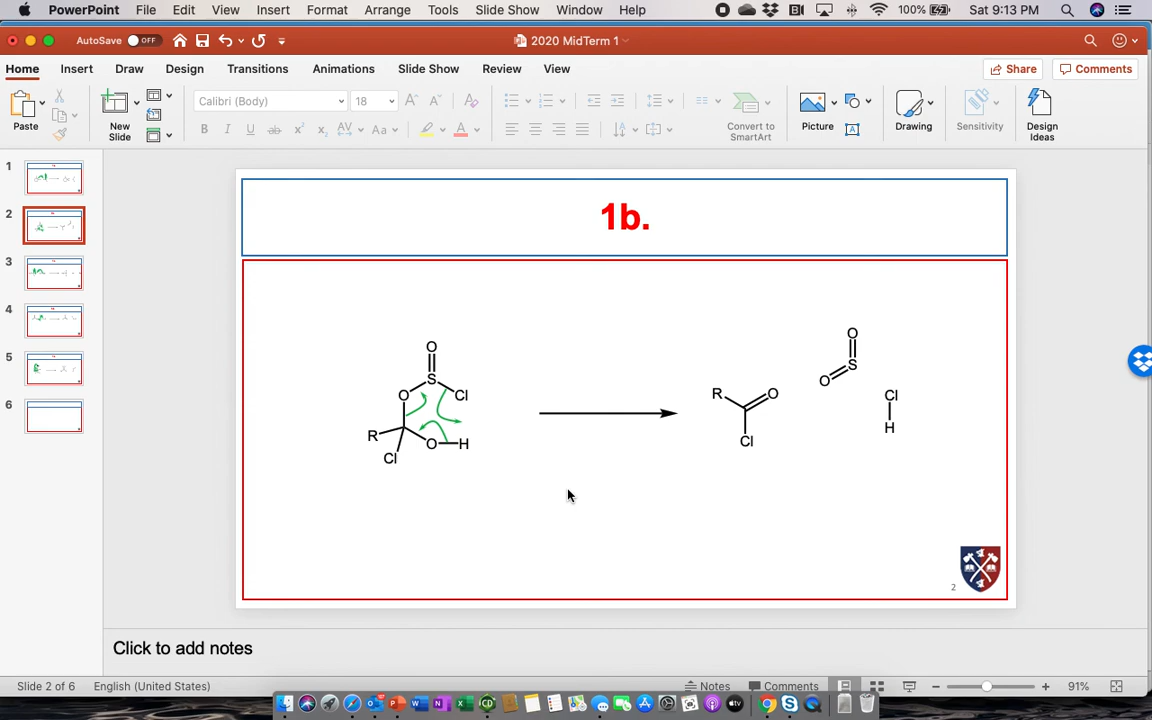 PowerPoint File Edit View Insert Format Arrange Tools Slide Show Window Help 100% Sat 9:13 PM
AutoSave OFF 2020 MidTerm 1
Home Insert Draw Design Transitions Animations Slide Show Review View Share Comments
Paste New Slide Calibri (Body) 18 Convert to SmartArt Picture Drawing Sensitivity Design Ideas
1
2
3
4
5
6
1b.
O
S
O Cl
R O H
Cl
R O
Cl
O
S
O
Cl
H
2
Click to add notes
Slide 2 of 6 English (United States) Notes Comments 91%